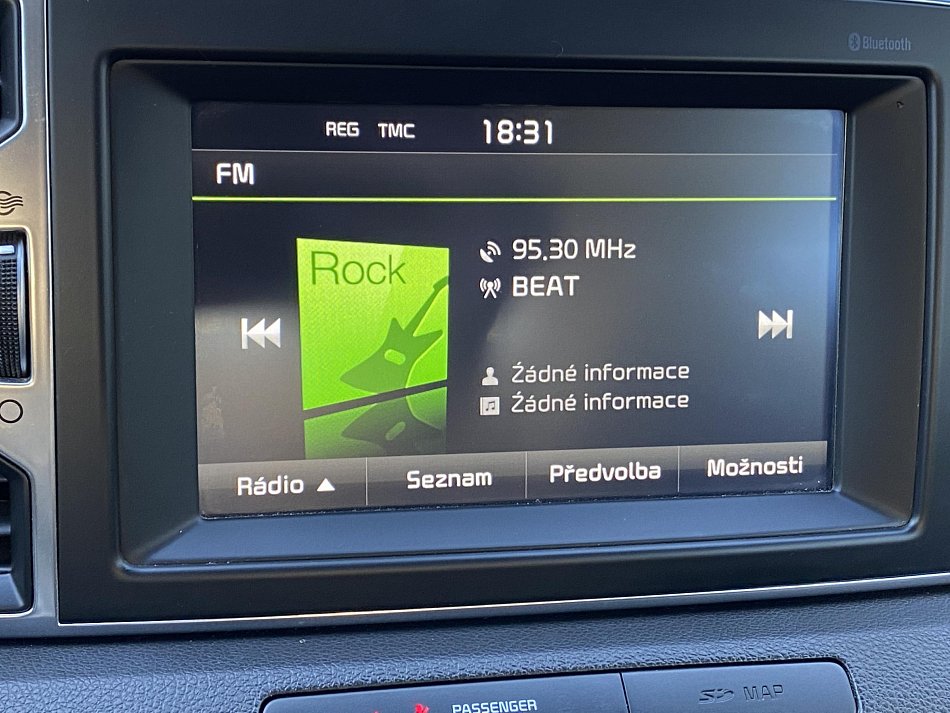 Bluetooth
REG TMC 18:31
FM
Rock
95.30 MHz
BEAT
Žádné informace
Žádné informace
Rádio ▲ Seznam Předvolba Možnosti
PASSENGER
SD MAP